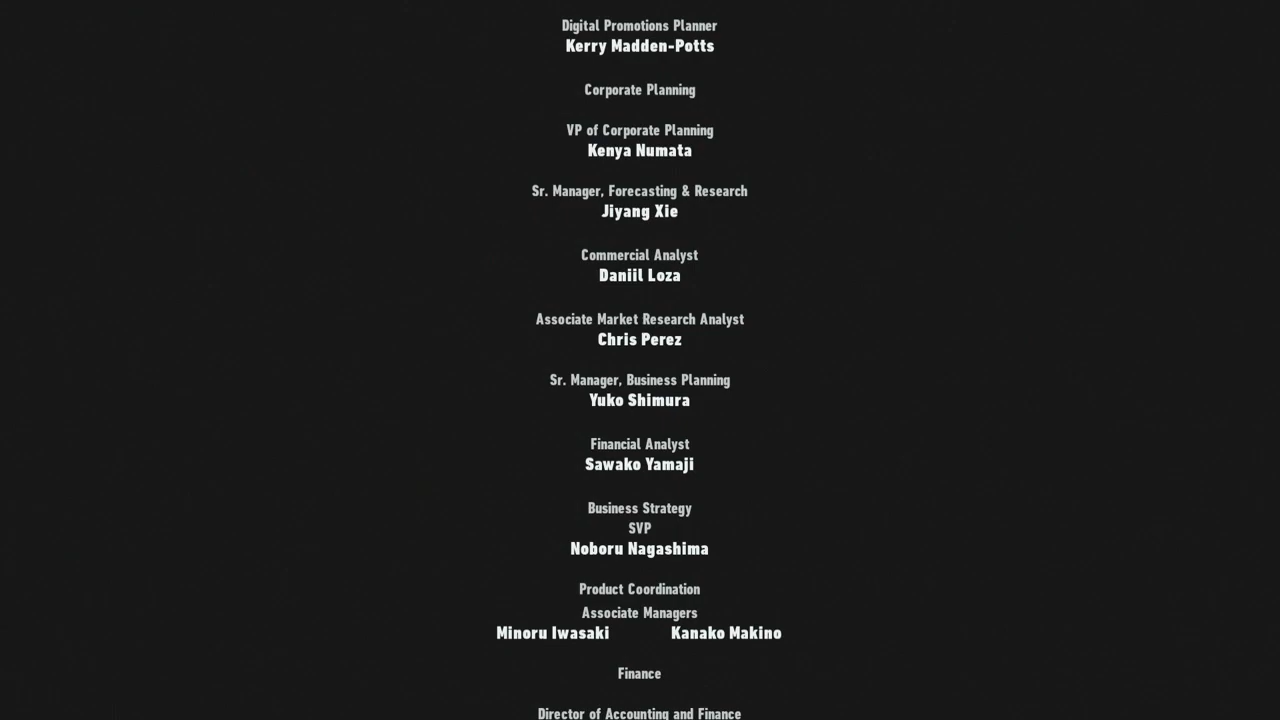 Digital Promotions Planner
Kerry Madden-Potts
Corporate Planning
VP of Corporate Planning
Kenya Numata
Sr. Manager, Forecasting & Research
Jiyang Xie
Commercial Analyst
Daniil Loza
Associate Market Research Analyst
Chris Perez
Sr. Manager, Business Planning
Yuko Shimura
Financial Analyst
Sawako Yamaji
Business Strategy
SVP
Noboru Nagashima
Product Coordination
Associate Managers
Minoru Iwasaki Kanako Makino
Finance
Director of Accounting and Finance